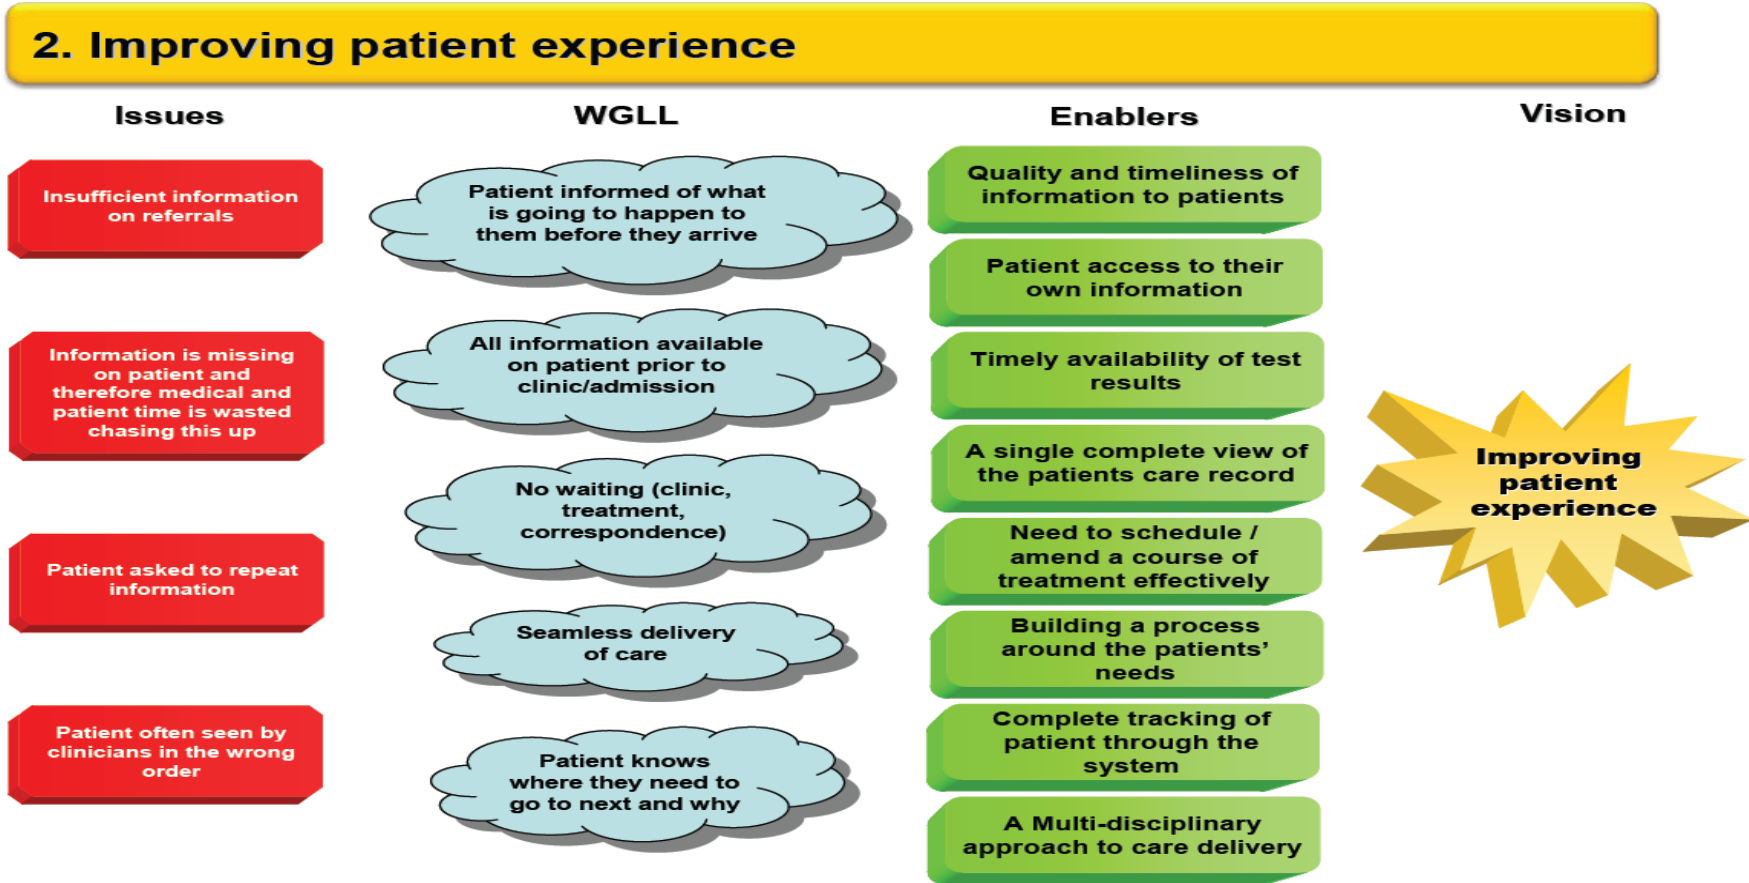 2. Improving patient experience
Issues
WGLL
Enablers
Vision
Insufficient information
on referrals
Information is missing
on patient and
therefore medical and
patient time is wasted
chasing this up
Patient asked to repeat
information
Patient often seen by
clinicians in the wrong
order
Patient informed of what
is going to happen to
them before they arrive
All information available
on patient prior to
clinic/admission
No waiting (clinic,
treatment,
correspondence)
Seamless delivery
of care
Patient knows
where they need to
go to next and why
Quality and timeliness of
information to patients
Patient access to their
own information
Timely availability of test
results
A single complete view of
the patients care record
Need to schedule /
amend a course of
treatment effectively
Building a process
around the patients’
needs
Complete tracking of
patient through the
system
A Multi-disciplinary
approach to care delivery
Improving
patient
experience